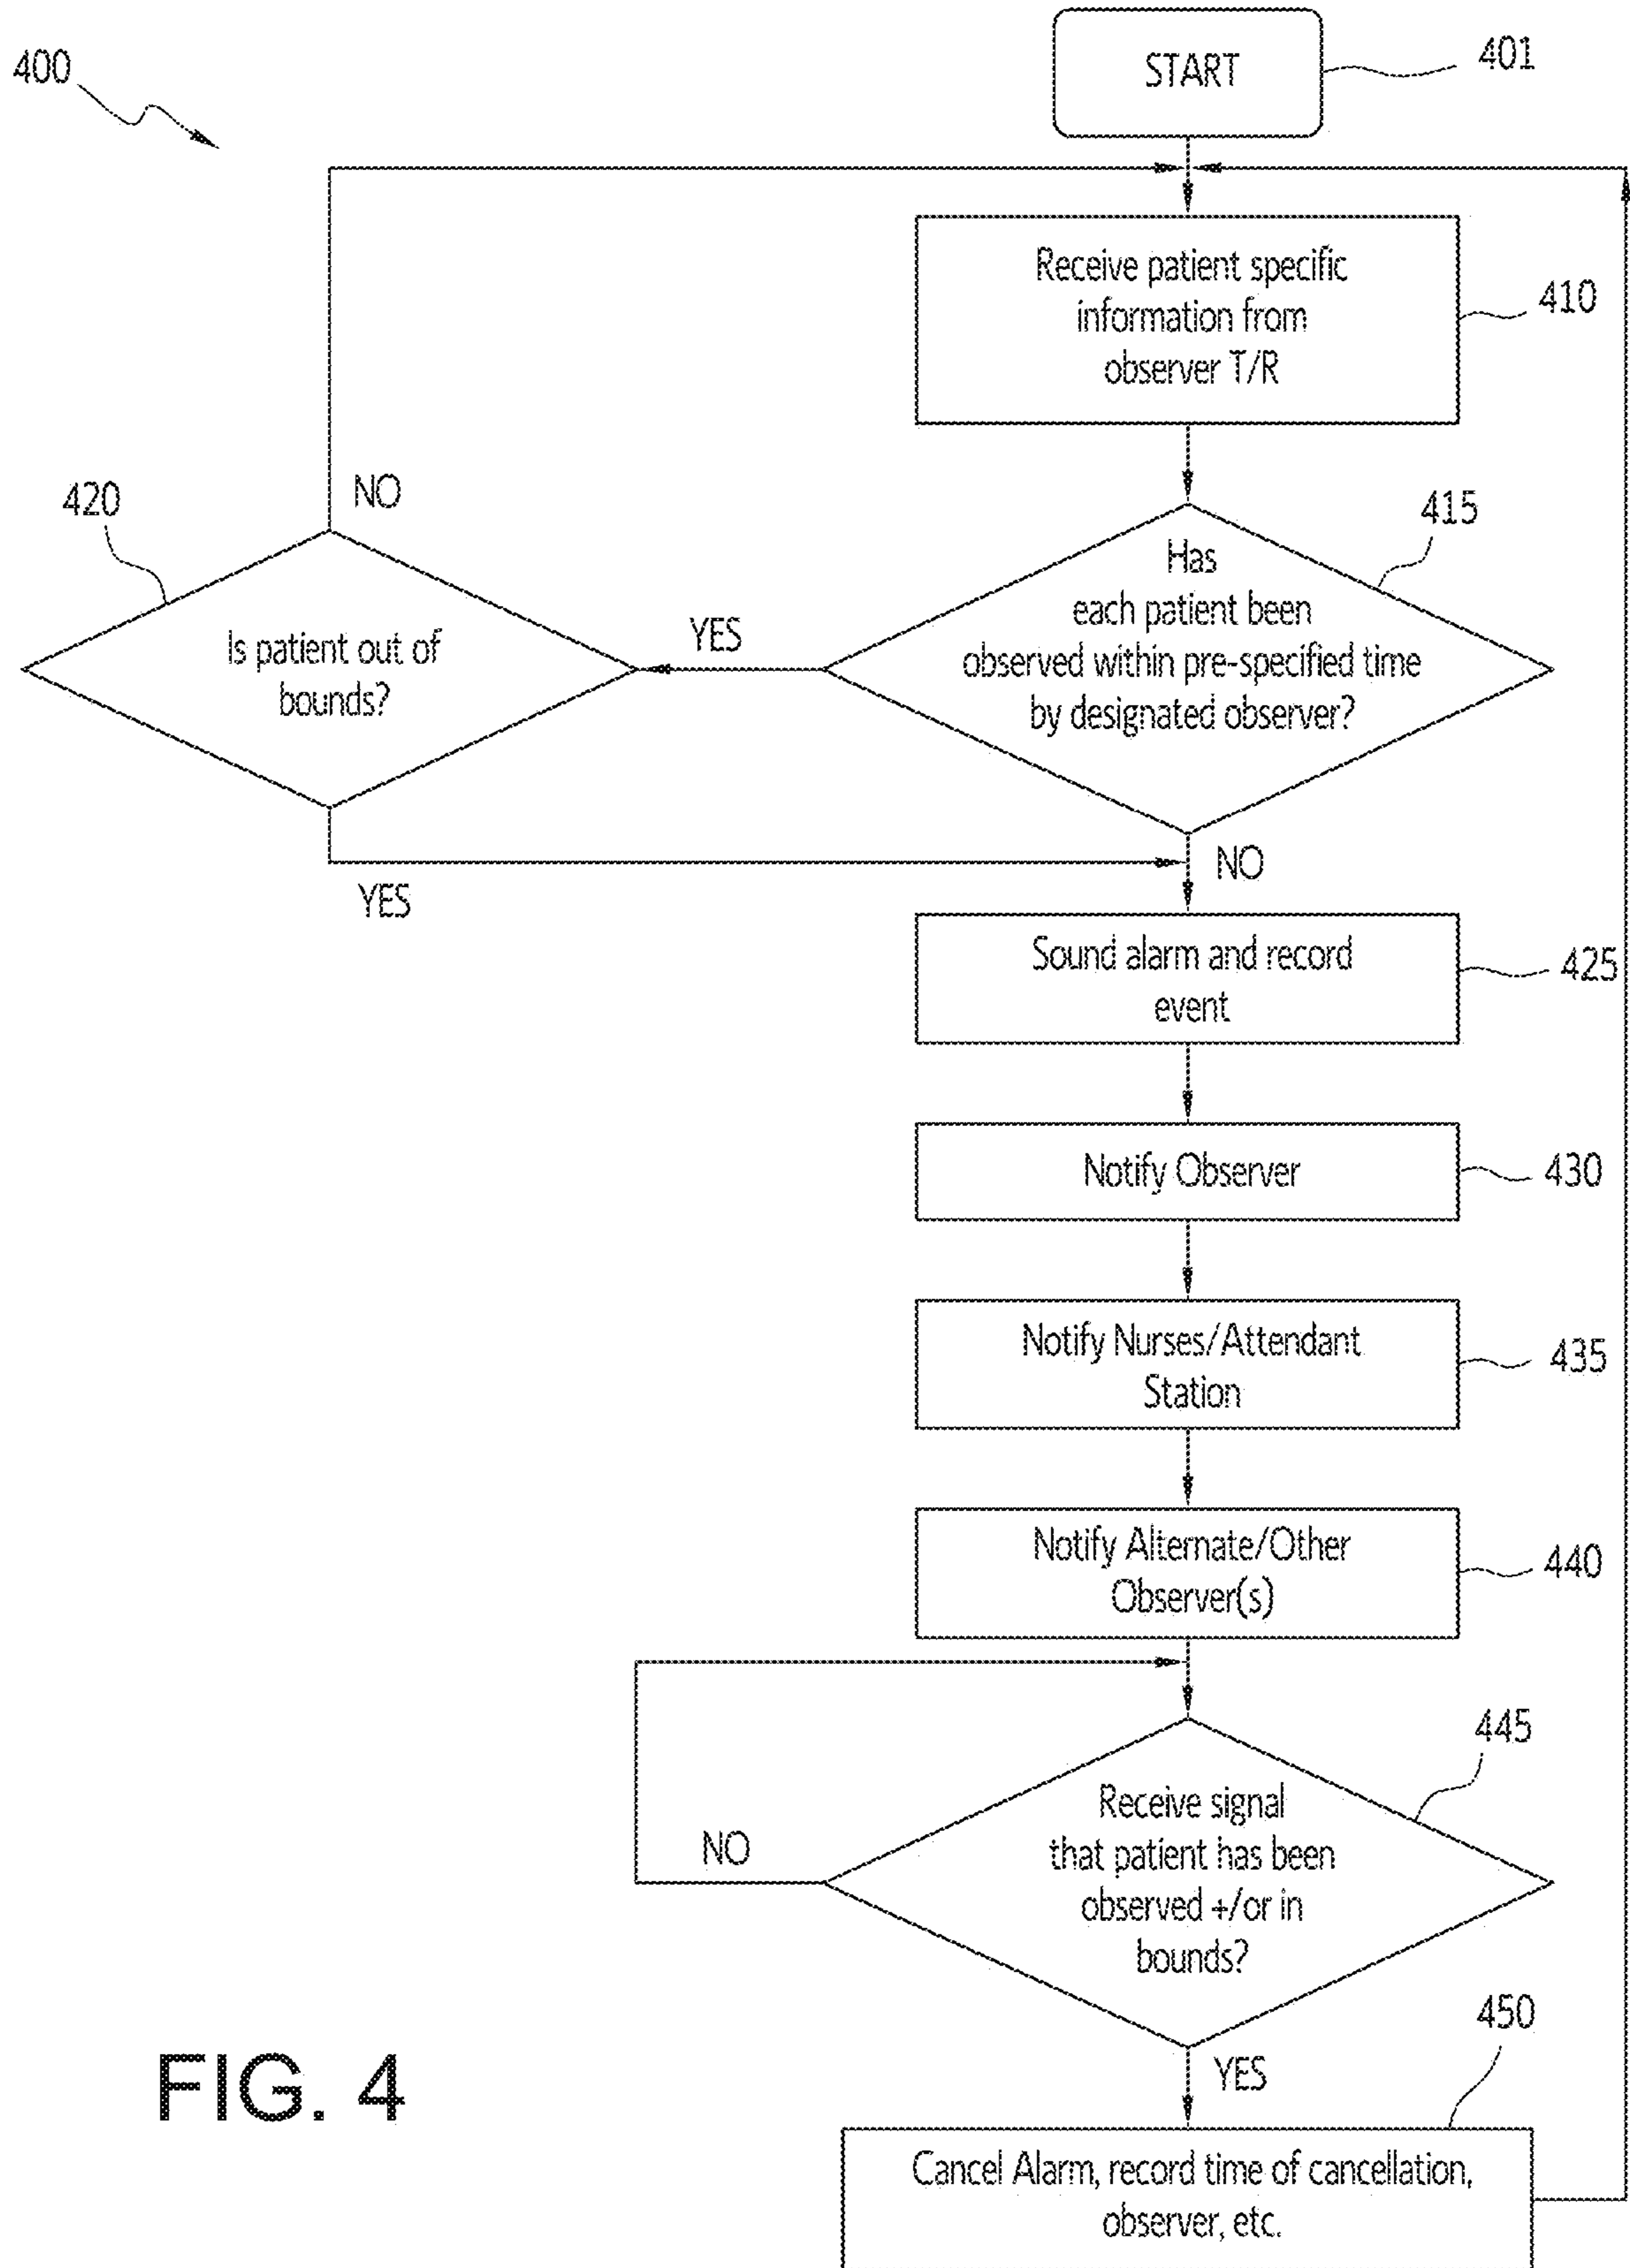 400
START
401
Receive patient specific
information from
observer T/R
410
420
NO
415
Has
each patient been
observed within pre-specified time
by designated observer?
YES
Is patient out of
bounds?
NO
YES
Sound alarm and record
event
425
Notify Observer
430
Notify Nurses/Attendant
Station
435
Notify Alternate/Other
Observer(s)
440
445
Receive signal
that patient has been
observed +/or in
bounds?
NO
YES
450
Cancel Alarm, record time of cancellation,
observer, etc.
FIG. 4